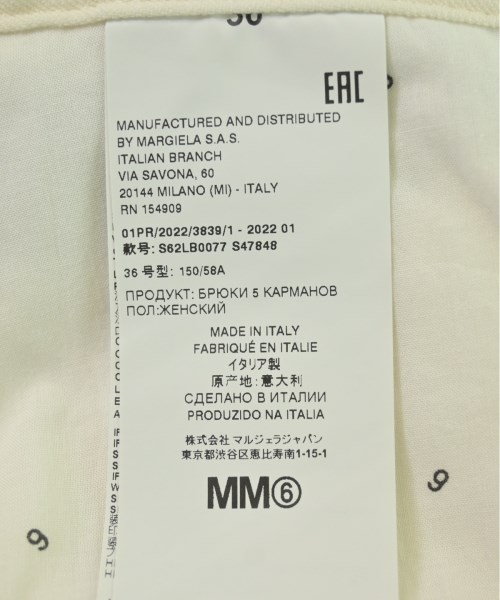 EAC
MANUFACTURED AND DISTRIBUTED
BY MARGIELA S.A.S.
ITALIAN BRANCH
VIA SAVONA, 60
20144 MILANO (MI) - ITALY
RN 154909
01PR/2022/3839/1 - 2022 01
款号: S62LB0077 S47848
36 号型: 150/58A
ПРОДУКТ: БРЮКИ 5 КАРМАНОВ
ПОЛ:ЖЕНСКИЙ
MADE IN ITALY
FABRIQUÉ EN ITALIE
イタリア製
原产地:意大利
СДЕЛАНО В ИТАЛИИ
PRODUZIDO NA ITALIA
株式会社 マルジェラジャパン
東京都渋谷区恵比寿南1-15-1
MM⑥
6
6